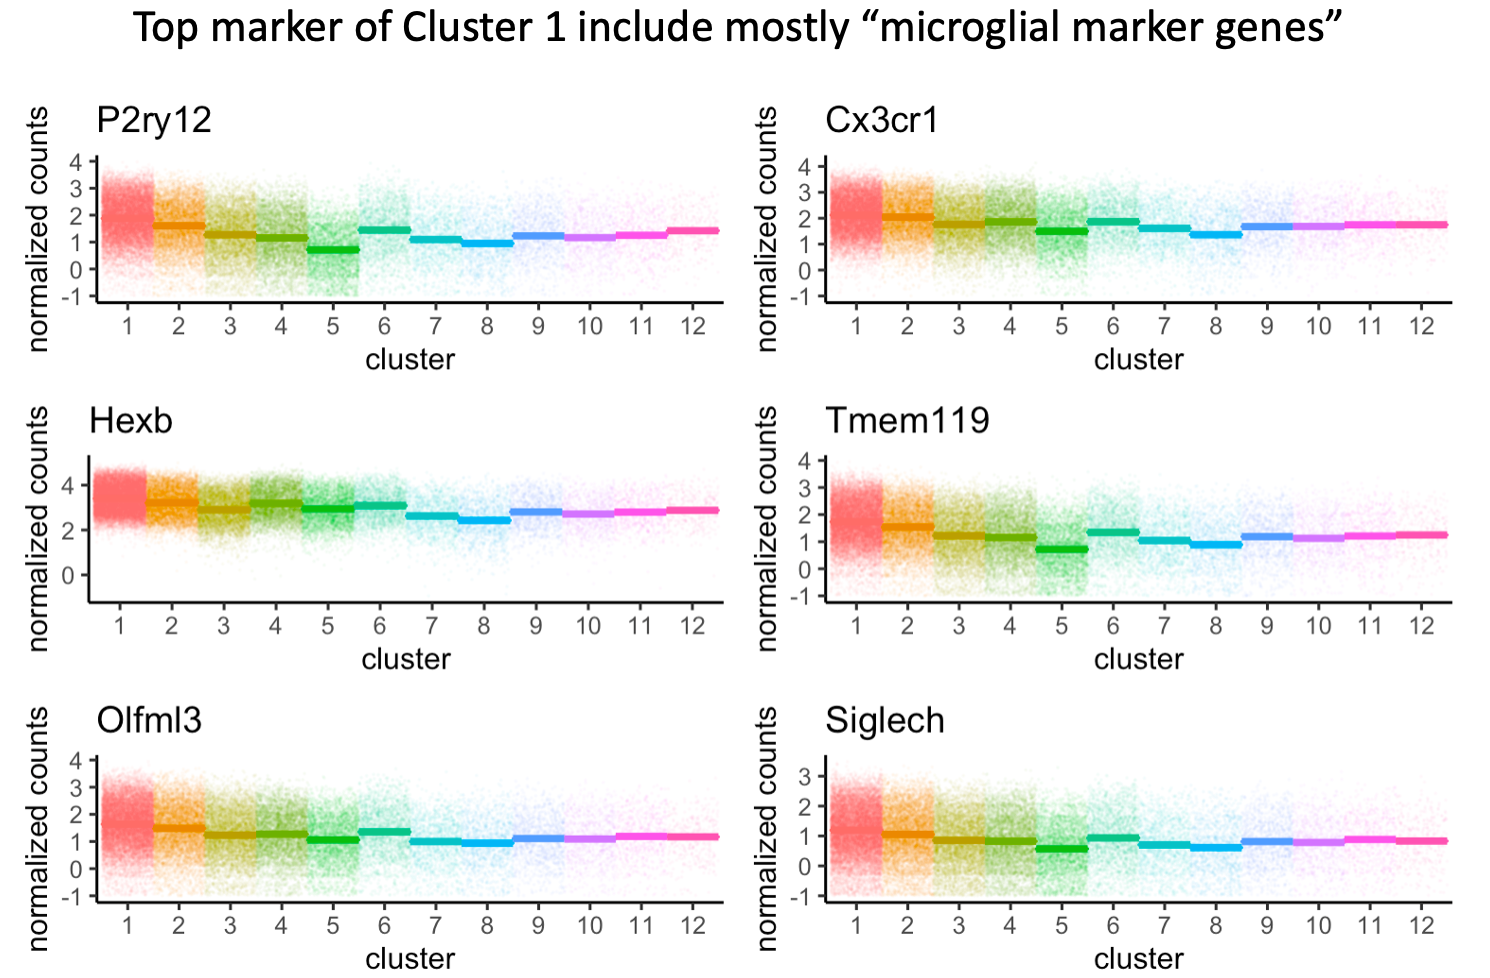 Top marker of Cluster 1 include mostly “microglial marker genes”
P2ry12
normalized counts
4
3
2
1
0
-1
1 2 3 4 5 6 7 8 9 10 11 12
cluster
Cx3cr1
normalized counts
4
3
2
1
0
-1
1 2 3 4 5 6 7 8 9 10 11 12
cluster
Hexb
normalized counts
4
2
0
1 2 3 4 5 6 7 8 9 10 11 12
cluster
Tmem119
normalized counts
4
3
2
1
0
-1
1 2 3 4 5 6 7 8 9 10 11 12
cluster
Olfml3
normalized counts
4
3
2
1
0
-1
1 2 3 4 5 6 7 8 9 10 11 12
cluster
Siglech
normalized counts
3
2
1
0
-1
1 2 3 4 5 6 7 8 9 10 11 12
cluster